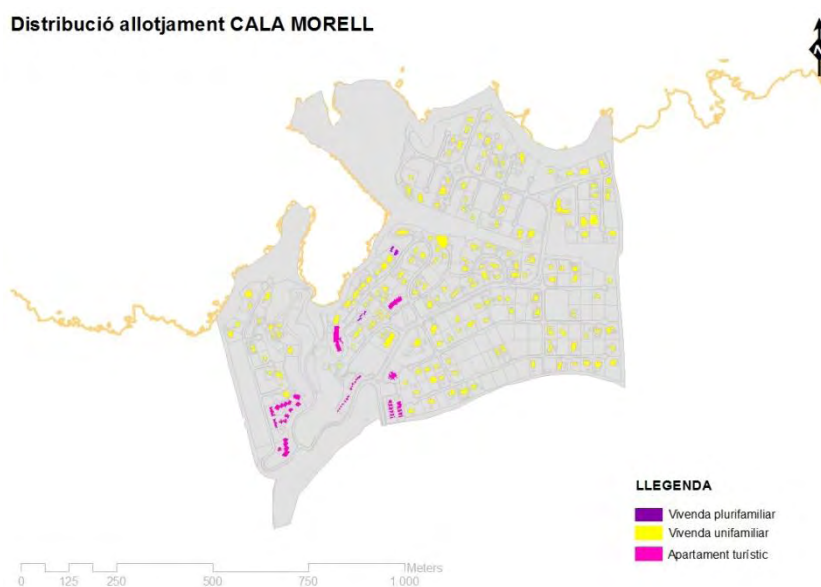 Distribució allotjament CALA MORELL
N
LLEGENDA
Vivenda plurifamiliar
Vivenda unifamiliar
Apartament turístic
Meters
0 125 250 500 750 1.000